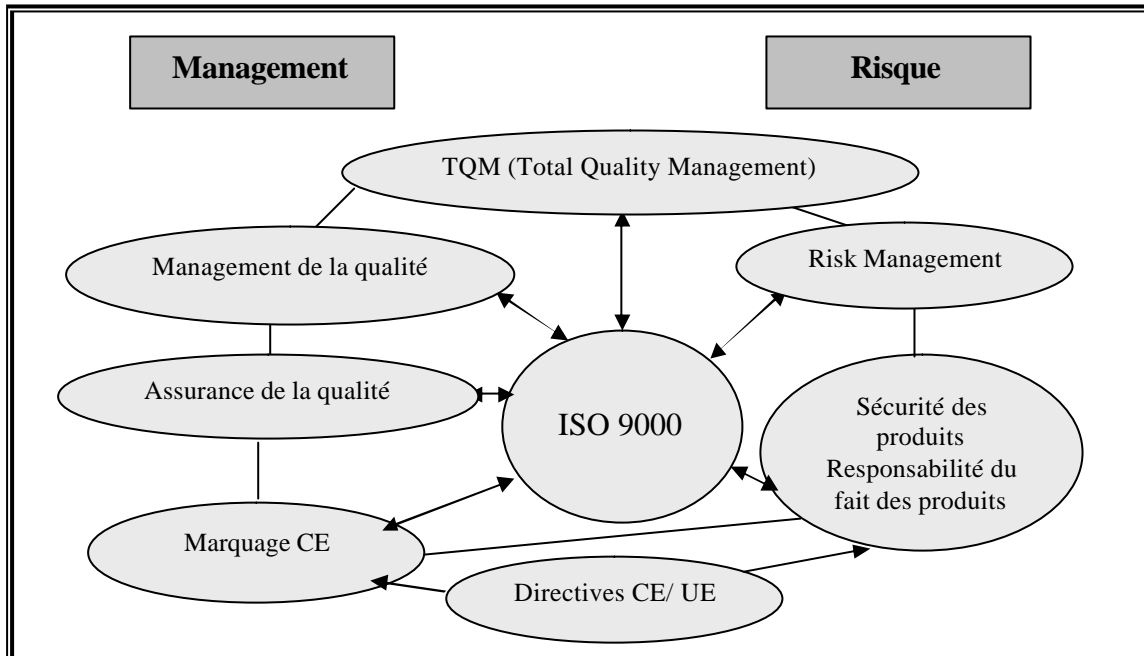 Management
Risque
TQM (Total Quality Management)
Management de la qualité
Risk Management
Assurance de la qualité
ISO 9000
Sécurité des
produits
Responsabilité du
fait des produits
Marquage CE
Directives CE/ UE